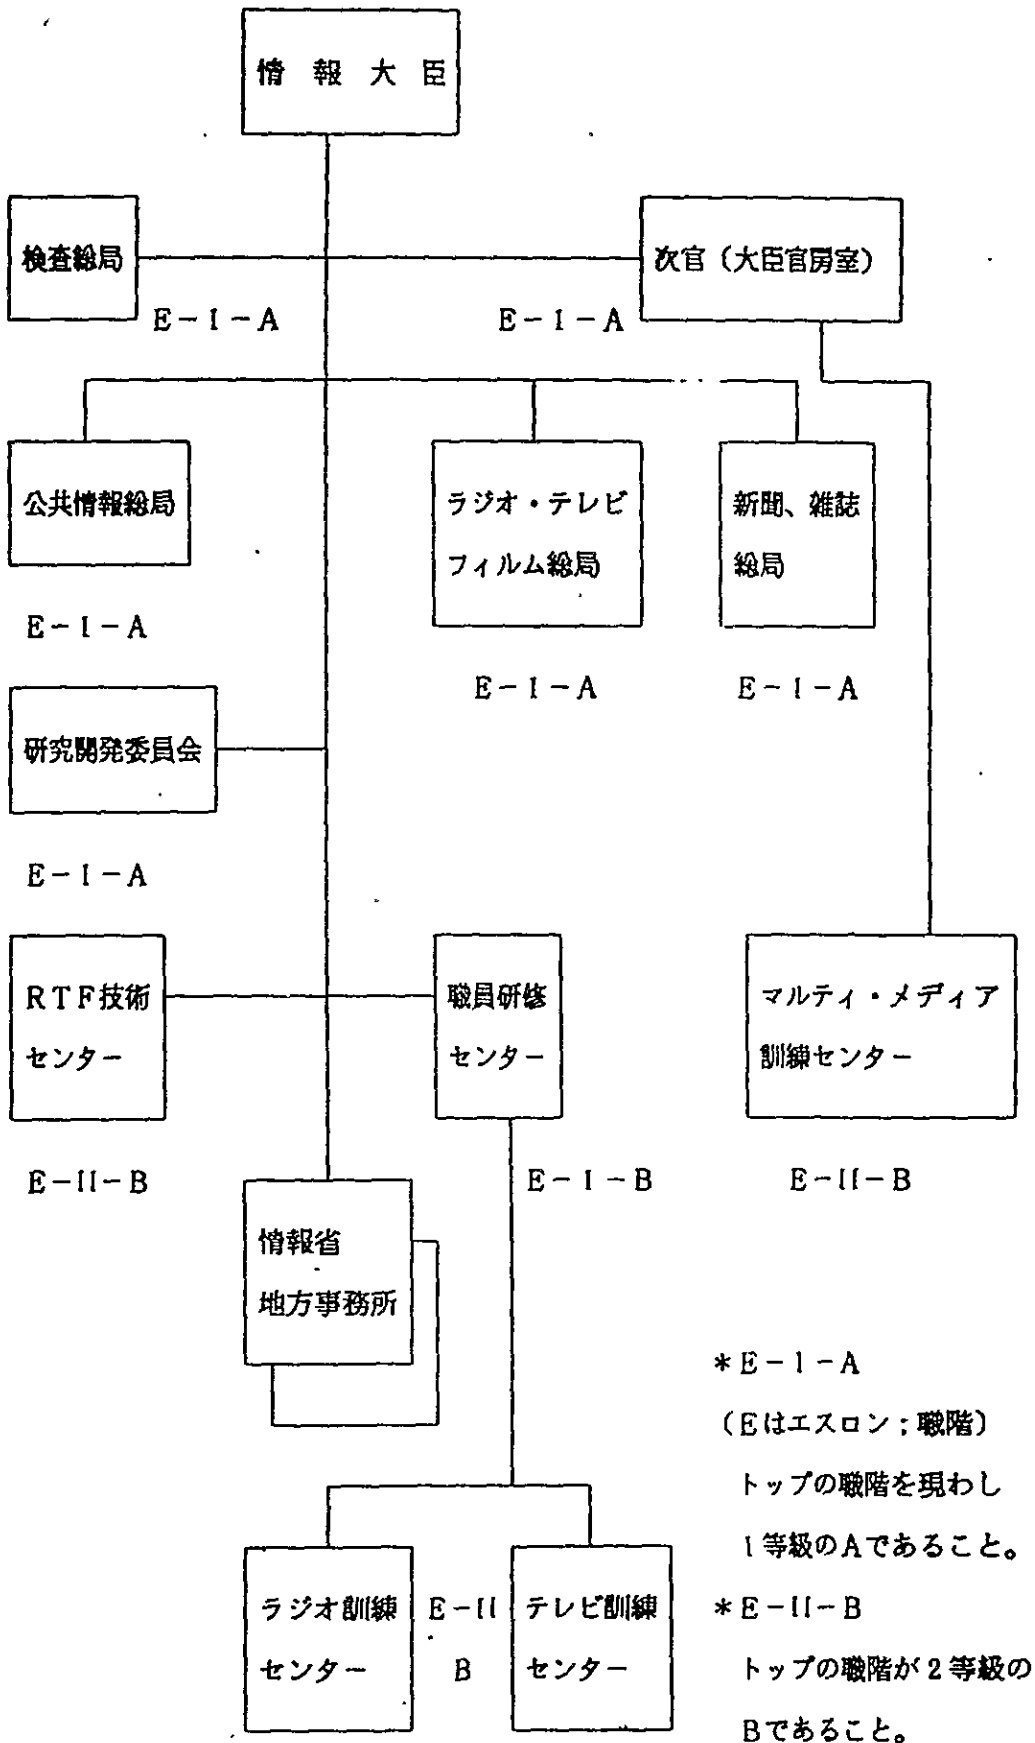 情報大臣
検査総局
次官（大臣官房室）
E-I-A
E-I-A
公共情報総局
ラジオ・テレビ
フィルム総局
新聞、雑誌
総局
E-I-A
E-I-A
E-I-A
研究開発委員会
E-I-A
RTF技術
センター
職員研修
センター
マルティ・メディア
訓練センター
E-II-B
E-I-B
E-II-B
情報省
地方事務所
ラジオ訓練
センター
E-II
B
テレビ訓練
センター
*E-I-A
（Eはエスロン；職階）
トップの職階を現わし
1等級のAであること。
*E-II-B
トップの職階が2等級の
Bであること。